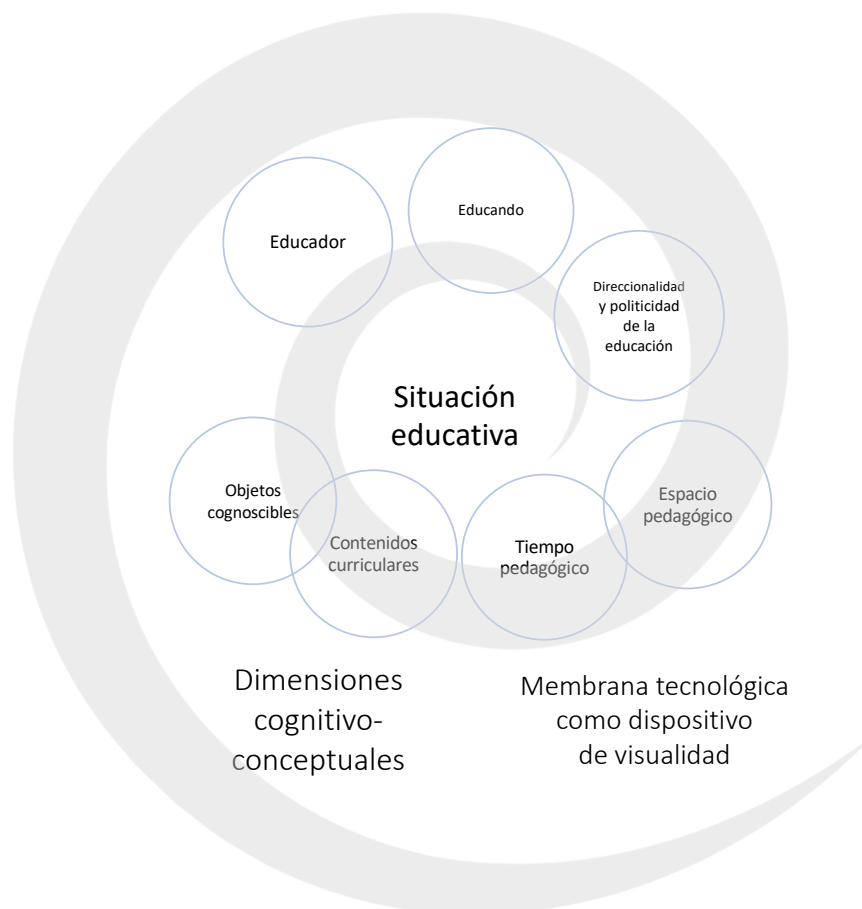 Educador
Educando
Direccionalidad
y politicidad
de la
educación
Situación
educativa
Objetos
cognoscibles
Contenidos
curriculares
Tiempo
pedagógico
Espacio
pedagógico
Dimensiones
cognitivo-
conceptuales
Membrana tecnológica
como dispositivo
de visualidad